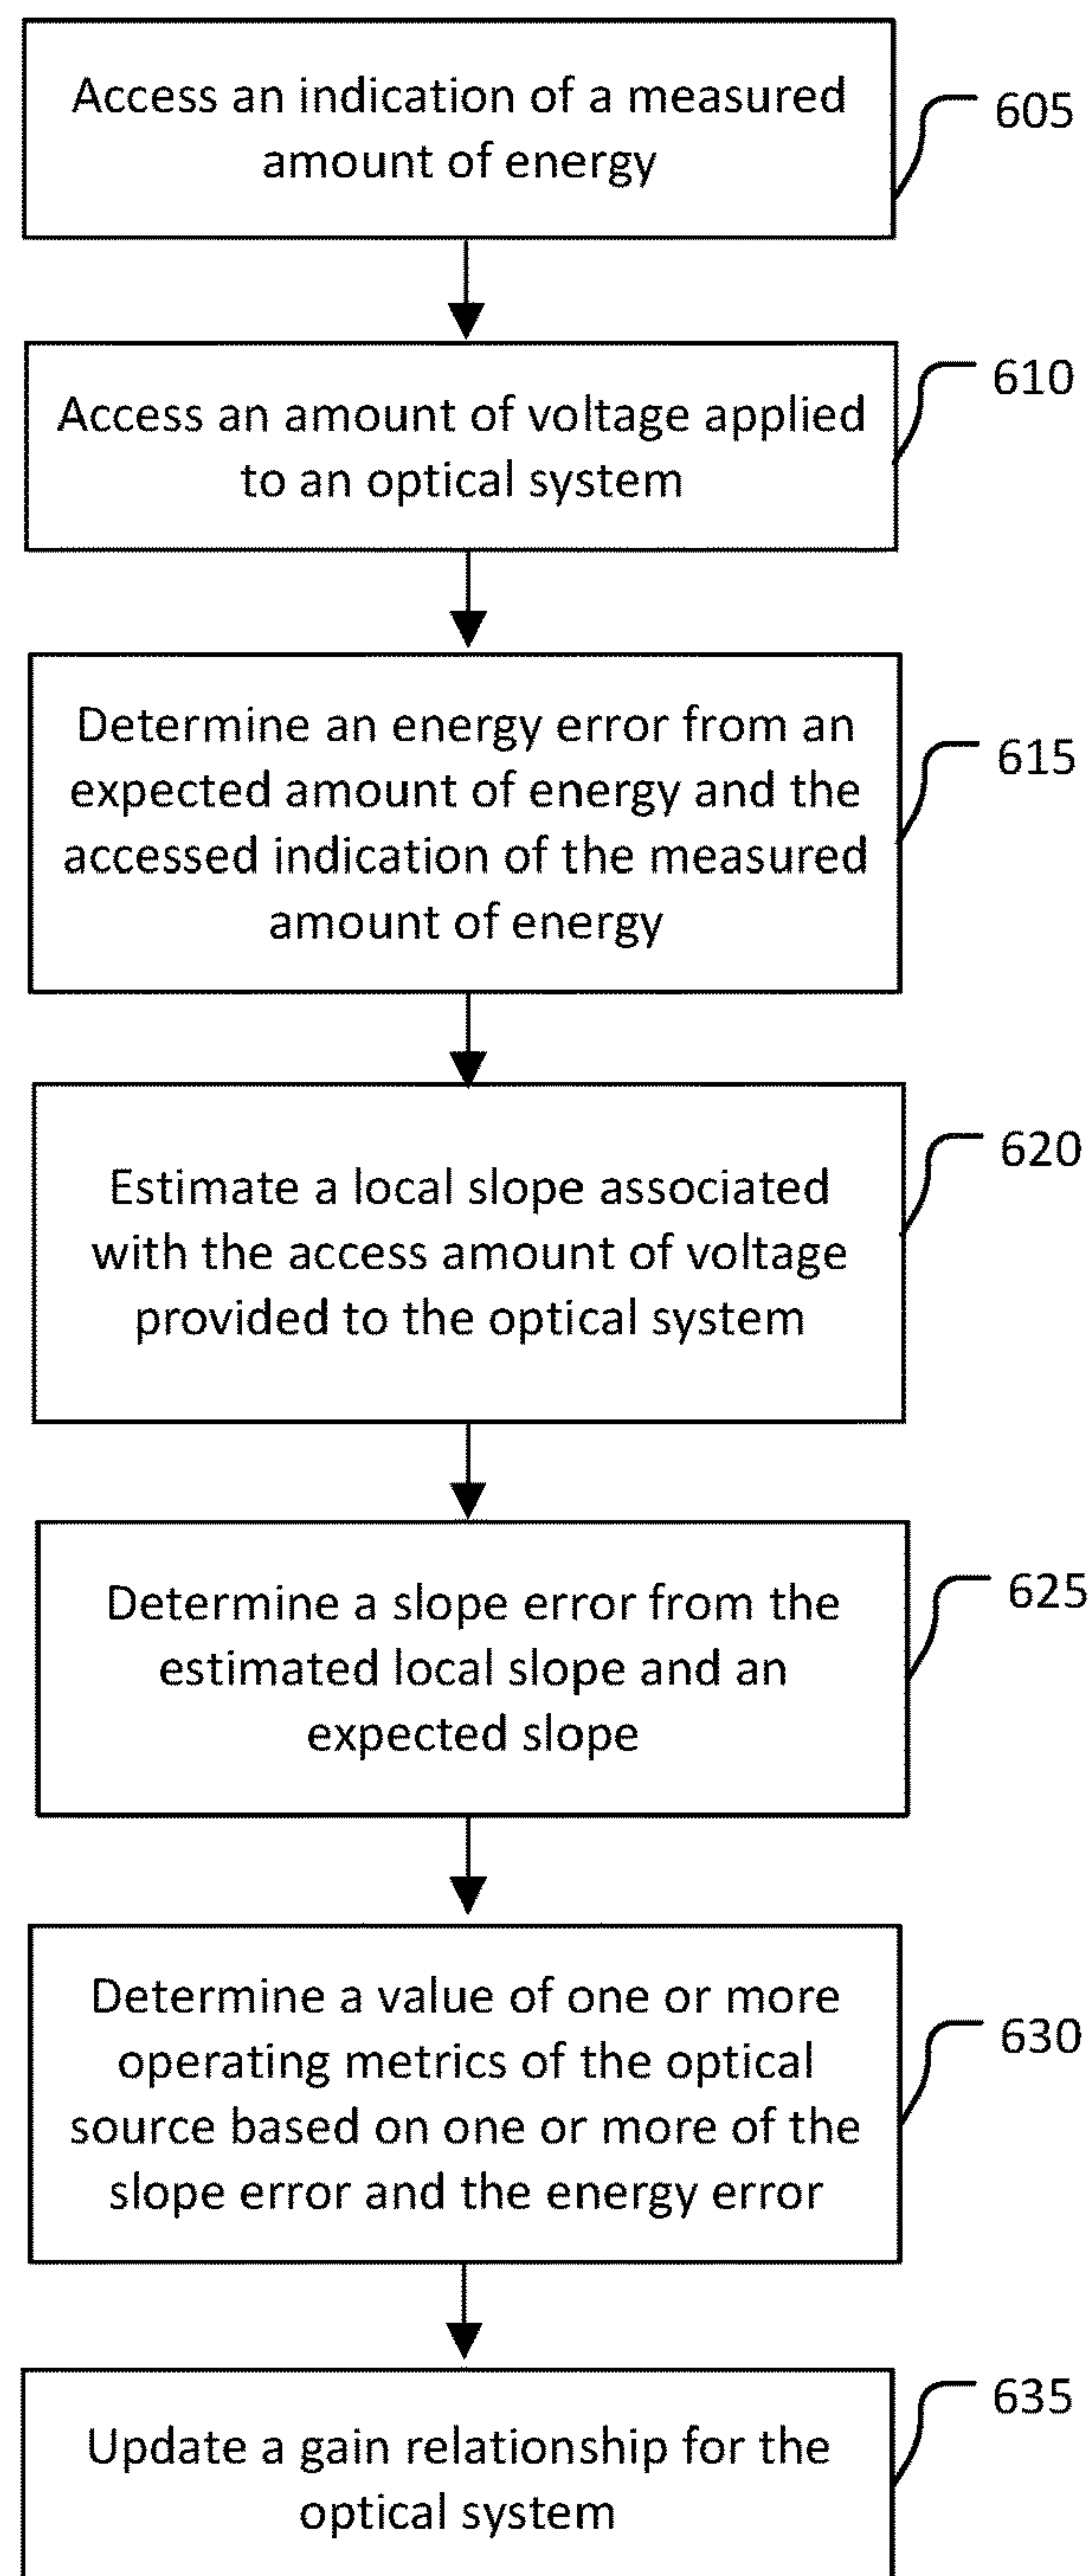 Access an indication of a measured
amount of energy
605
Access an amount of voltage applied
to an optical system
610
Determine an energy error from an
expected amount of energy and the
accessed indication of the measured
amount of energy
615
Estimate a local slope associated
with the access amount of voltage
provided to the optical system
620
Determine a slope error from the
estimated local slope and an
expected slope
625
Determine a value of one or more
operating metrics of the optical
source based on one or more of the
slope error and the energy error
630
Update a gain relationship for the
optical system
635